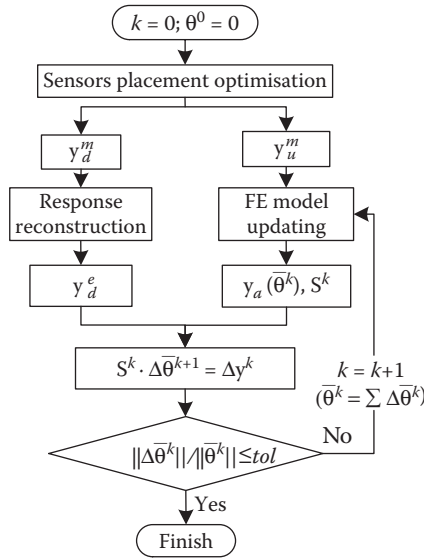 k = 0; θ⁰ = 0
Sensors placement optimisation
y_d^m
y_u^m
Response
reconstruction
FE model
updating
y_d^e
y_a (θ̅^k), S^k
S^k · Δθ̅^{k+1} = Δy^k
k = k+1
(θ̅^k = ∑ Δθ̅^k)
No
||Δθ̅^k||/||θ̅^k|| ≤ tol
Yes
Finish